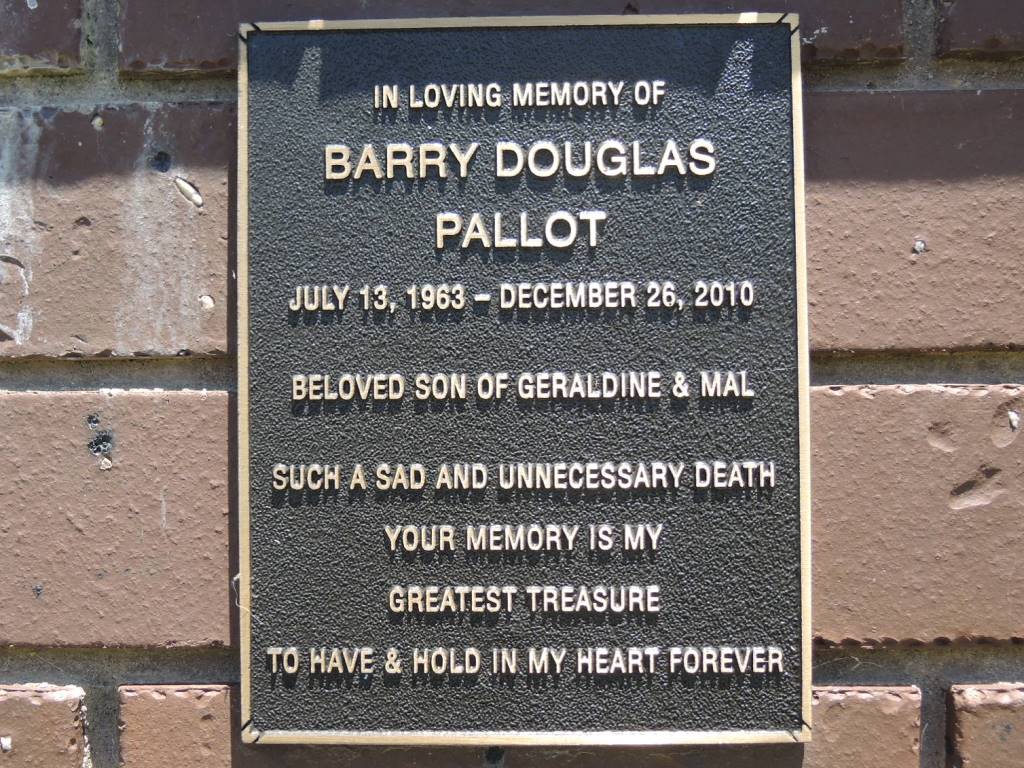 IN LOVING MEMORY OF
BARRY DOUGLAS
PALLOT
JULY 13, 1963 – DECEMBER 26, 2010
BELOVED SON OF GERALDINE & MAL
SUCH A SAD AND UNNECESSARY DEATH
YOUR MEMORY IS MY
GREATEST TREASURE
TO HAVE & HOLD IN MY HEART FOREVER